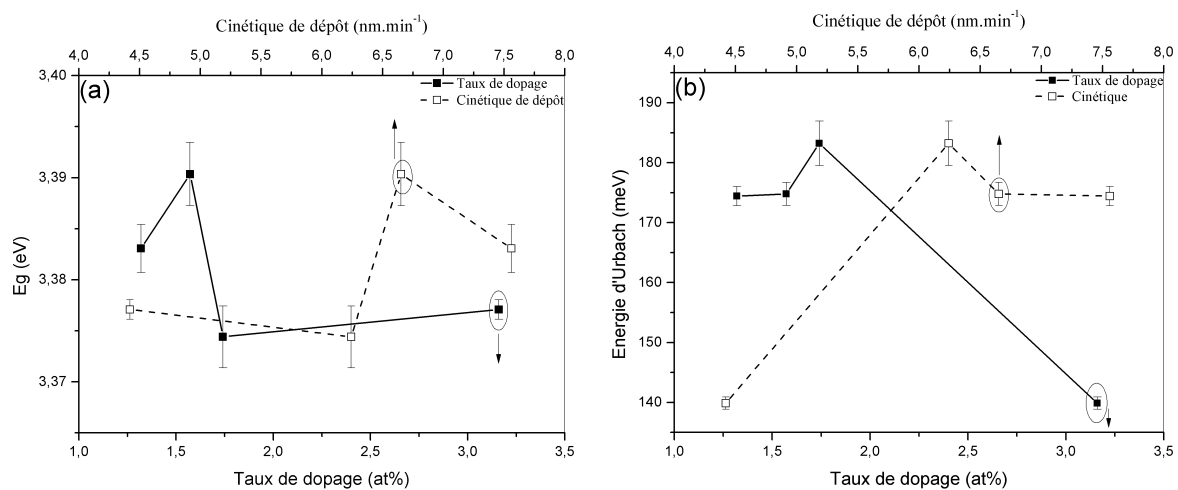 Cinétique de dépôt (nm.min⁻¹)
4,0 4,5 5,0 5,5 6,0 6,5 7,0 7,5 8,0
3,40
(a)
Taux de dopage
Cinétique de dépôt
3,39
3,38
3,37
Eg (eV)
1,0 1,5 2,0 2,5 3,0 3,5
Taux de dopage (at%)
Cinétique de dépôt (nm.min⁻¹)
4,0 4,5 5,0 5,5 6,0 6,5 7,0 7,5 8,0
(b)
Taux de dopage
Cinétique
190
180
170
160
150
140
Energie d'Urbach (meV)
1,0 1,5 2,0 2,5 3,0 3,5
Taux de dopage (at%)